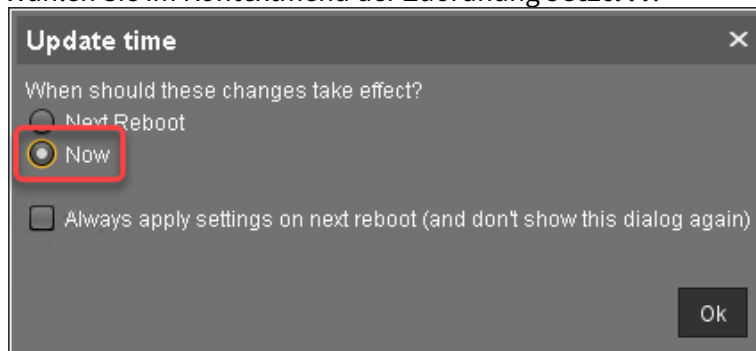 Update time
When should these changes take effect?
Next Reboot
Now
Always apply settings on next reboot (and don't show this dialog again)
Ok